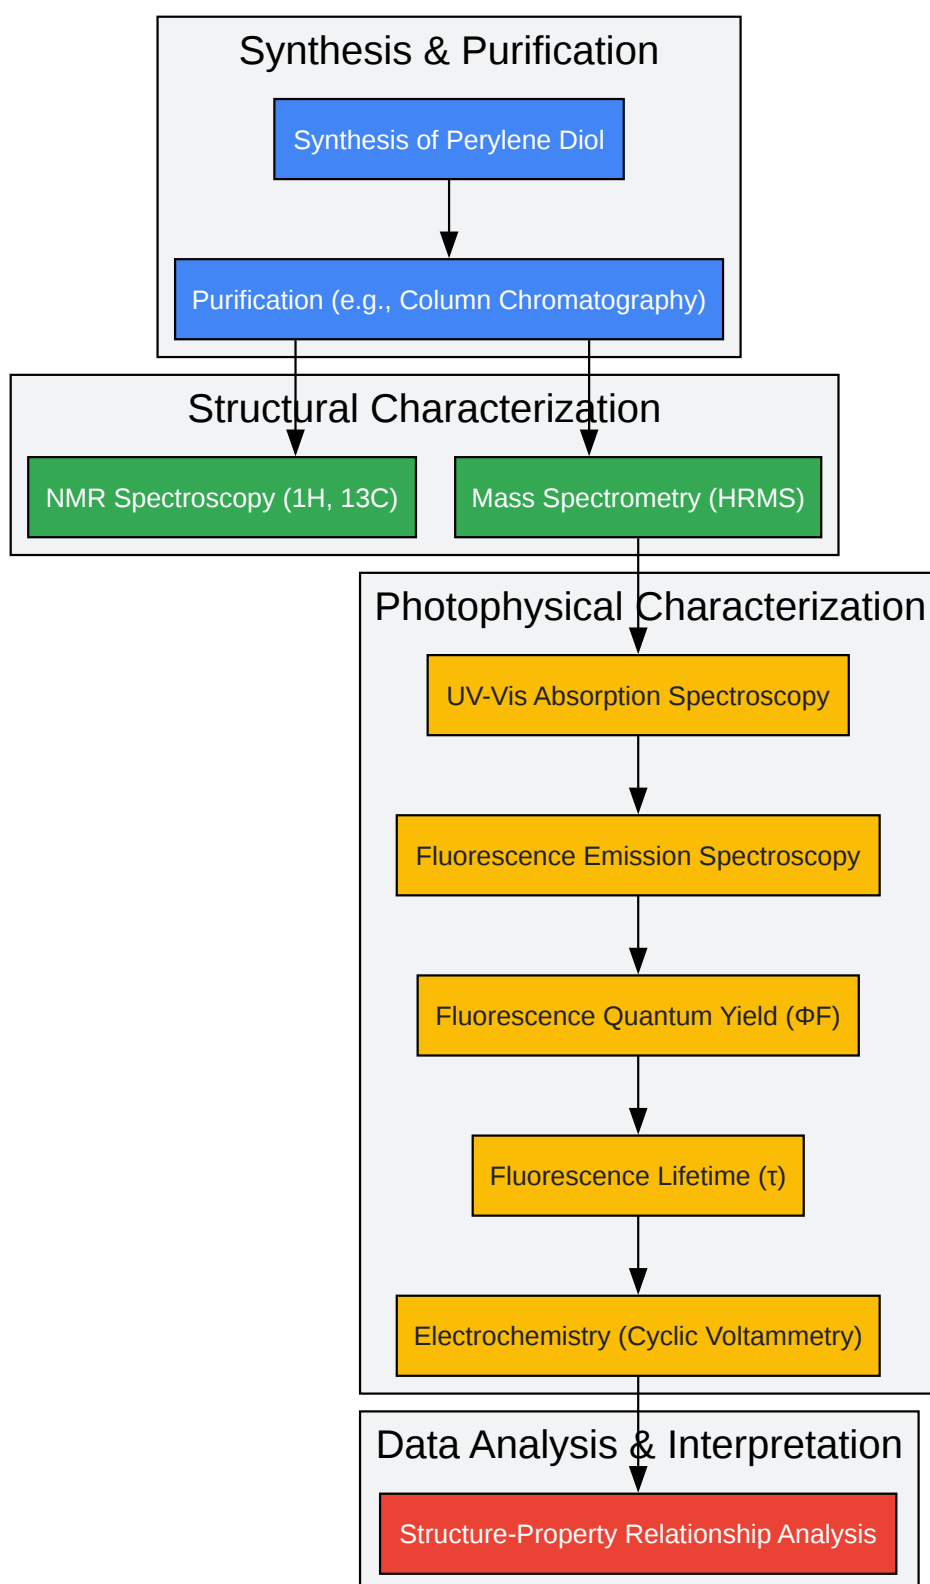 Synthesis & Purification
Synthesis of Perylene Diol
Purification (e.g., Column Chromatography)
Structural Characterization
NMR Spectroscopy (1H, 13C)
Mass Spectrometry (HRMS)
Photophysical Characterization
UV-Vis Absorption Spectroscopy
Fluorescence Emission Spectroscopy
Fluorescence Quantum Yield (ΦF)
Fluorescence Lifetime (τ)
Electrochemistry (Cyclic Voltammetry)
Data Analysis & Interpretation
Structure-Property Relationship Analysis